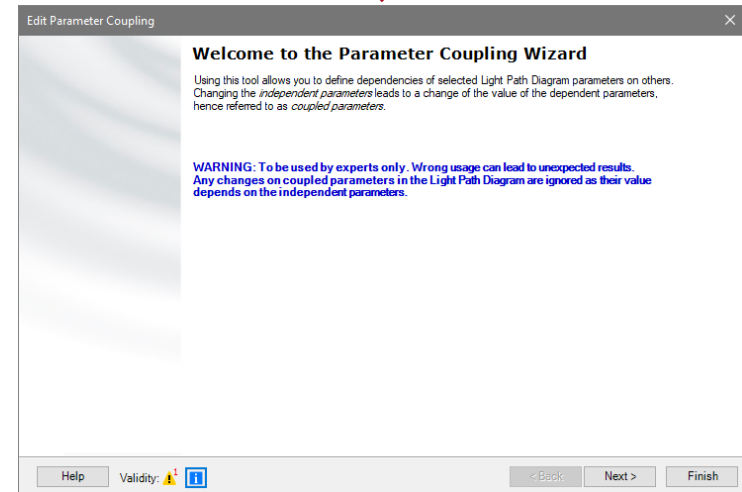 Edit Parameter Coupling
Welcome to the Parameter Coupling Wizard
Using this tool allows you to define dependencies of selected Light Path Diagram parameters on others.
Changing the independent parameters leads to a change of the value of the dependent parameters,
hence referred to as coupled parameters.
WARNING: To be used by experts only. Wrong usage can lead to unexpected results.
Any changes on coupled parameters in the Light Path Diagram are ignored as their value
depends on the independent parameters.
Help Validity: 1 < Back Next > Finish